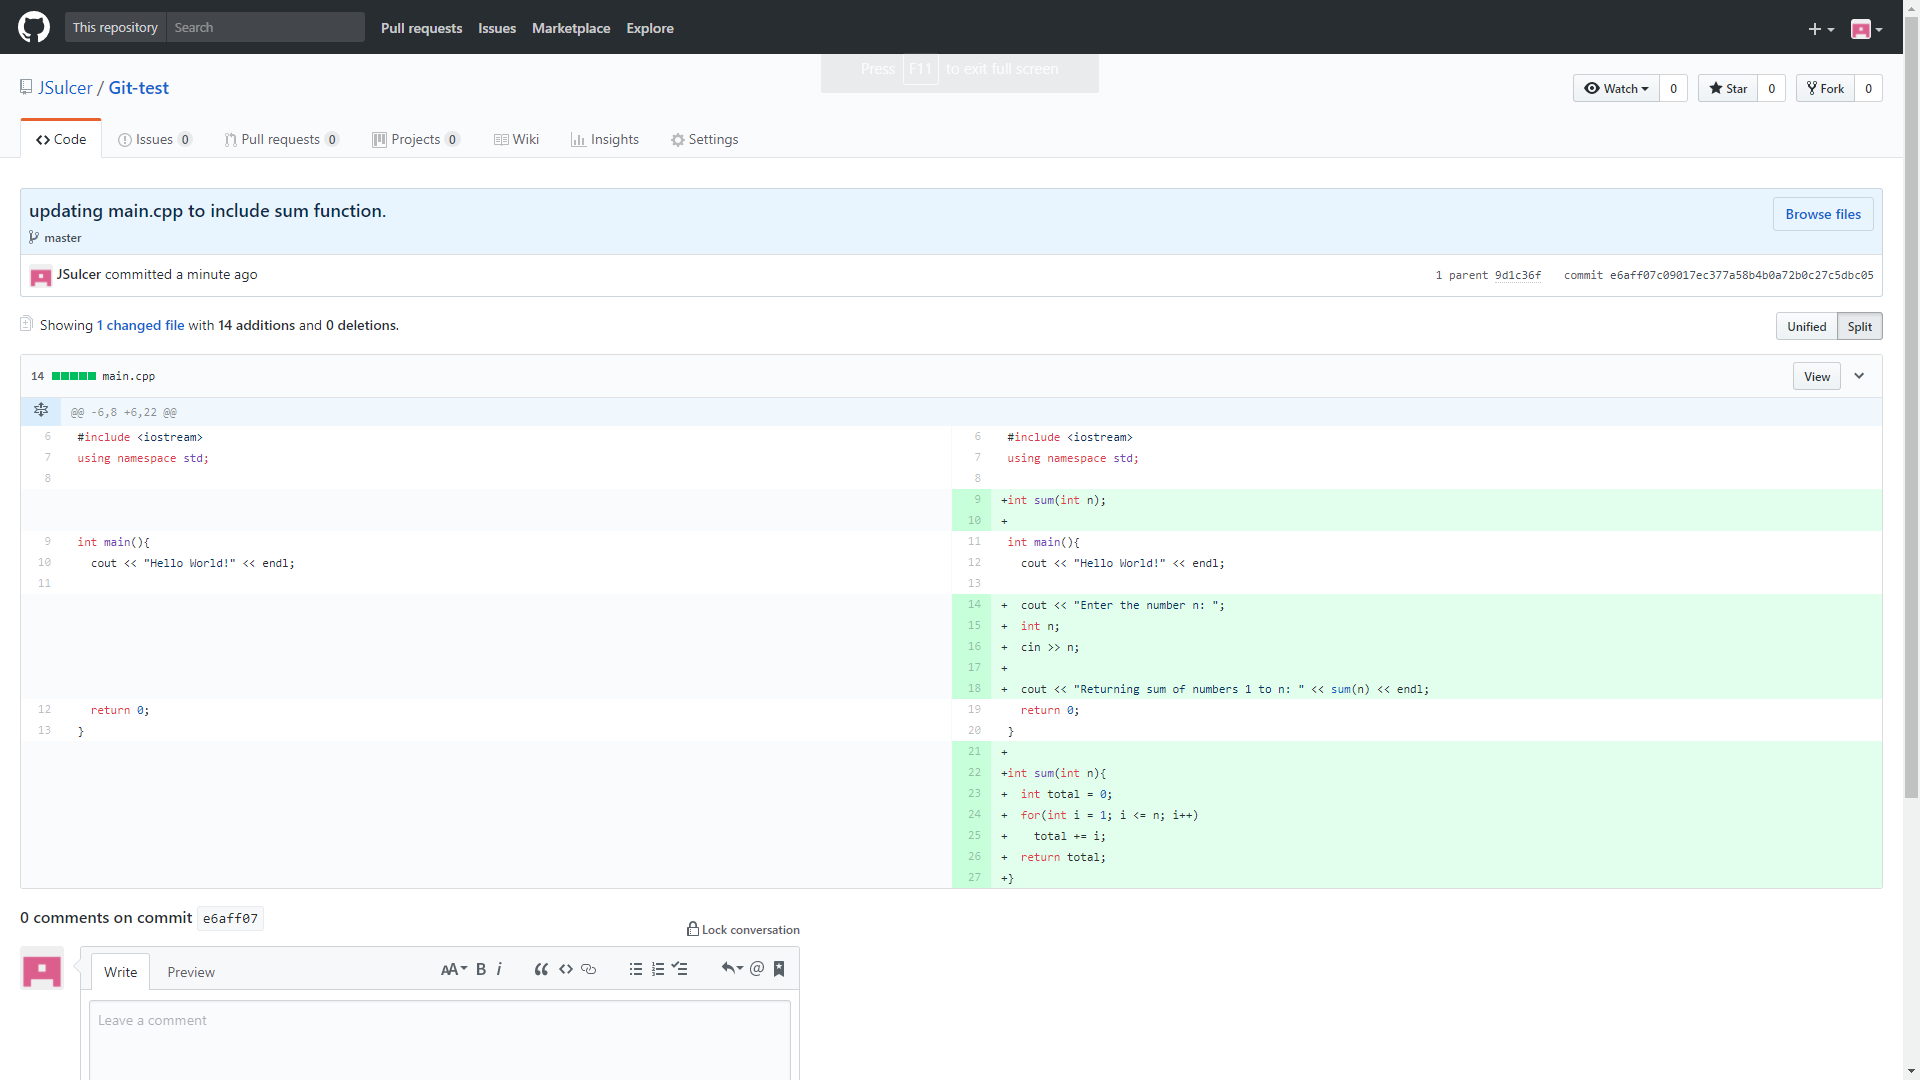 This repository Search Pull requests Issues Marketplace Explore
Press F11 to exit full screen
JSulcer / Git-test Watch 0 Star 0 Fork 0
Code Issues 0 Pull requests 0 Projects 0 Wiki Insights Settings
updating main.cpp to include sum function. Browse files
master
JSulcer committed a minute ago 1 parent 9d1c36f commit e6aff07c09017ec377a58b4b0a72b0c27c5dbc05
Showing 1 changed file with 14 additions and 0 deletions. Unified Split
14 main.cpp View
@@ -6,8 +6,22 @@
6 #include <iostream> 6 #include <iostream>
7 using namespace std; 7 using namespace std;
8 8
9 +int sum(int n);
10 +
9 int main(){ 11 int main(){
10 cout << "Hello World!" << endl; 12 cout << "Hello World!" << endl;
11 13
14 + cout << "Enter the number n: ";
15 + int n;
16 + cin >> n;
17 +
18 + cout << "Returning sum of numbers 1 to n: " << sum(n) << endl;
12 return 0; 19 return 0;
13 } 20 }
21 +
22 +int sum(int n){
23 + int total = 0;
24 + for(int i = 1; i <= n; i++)
25 + total += i;
26 + return total;
27 +}
0 comments on commit e6aff07
Lock conversation
Write Preview AA B i
Leave a comment